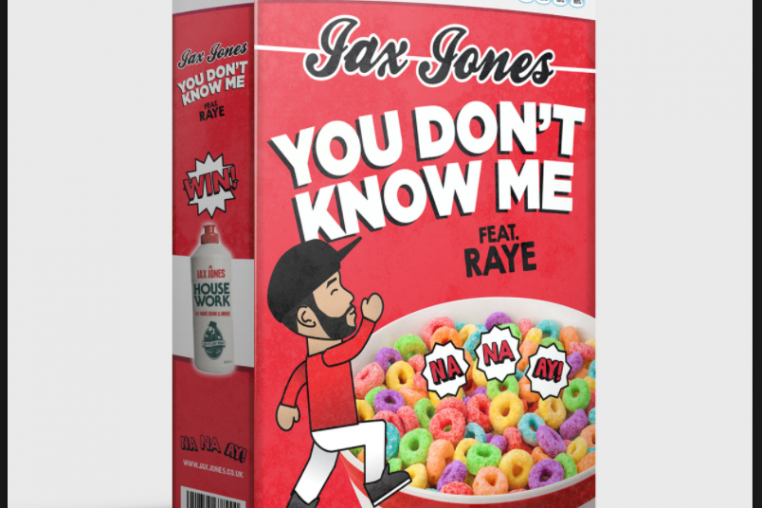 Jax Jones
YOU DON'T
KNOW ME
FEAT.
RAYE
NA
NA
AY!
Jax Jones
YOU DON'T
KNOW ME
FEAT.
RAYE
WIN!
JAX JONES
HOUSE
WORK
NA NA AY!
WWW.JAXJONES.CO.UK